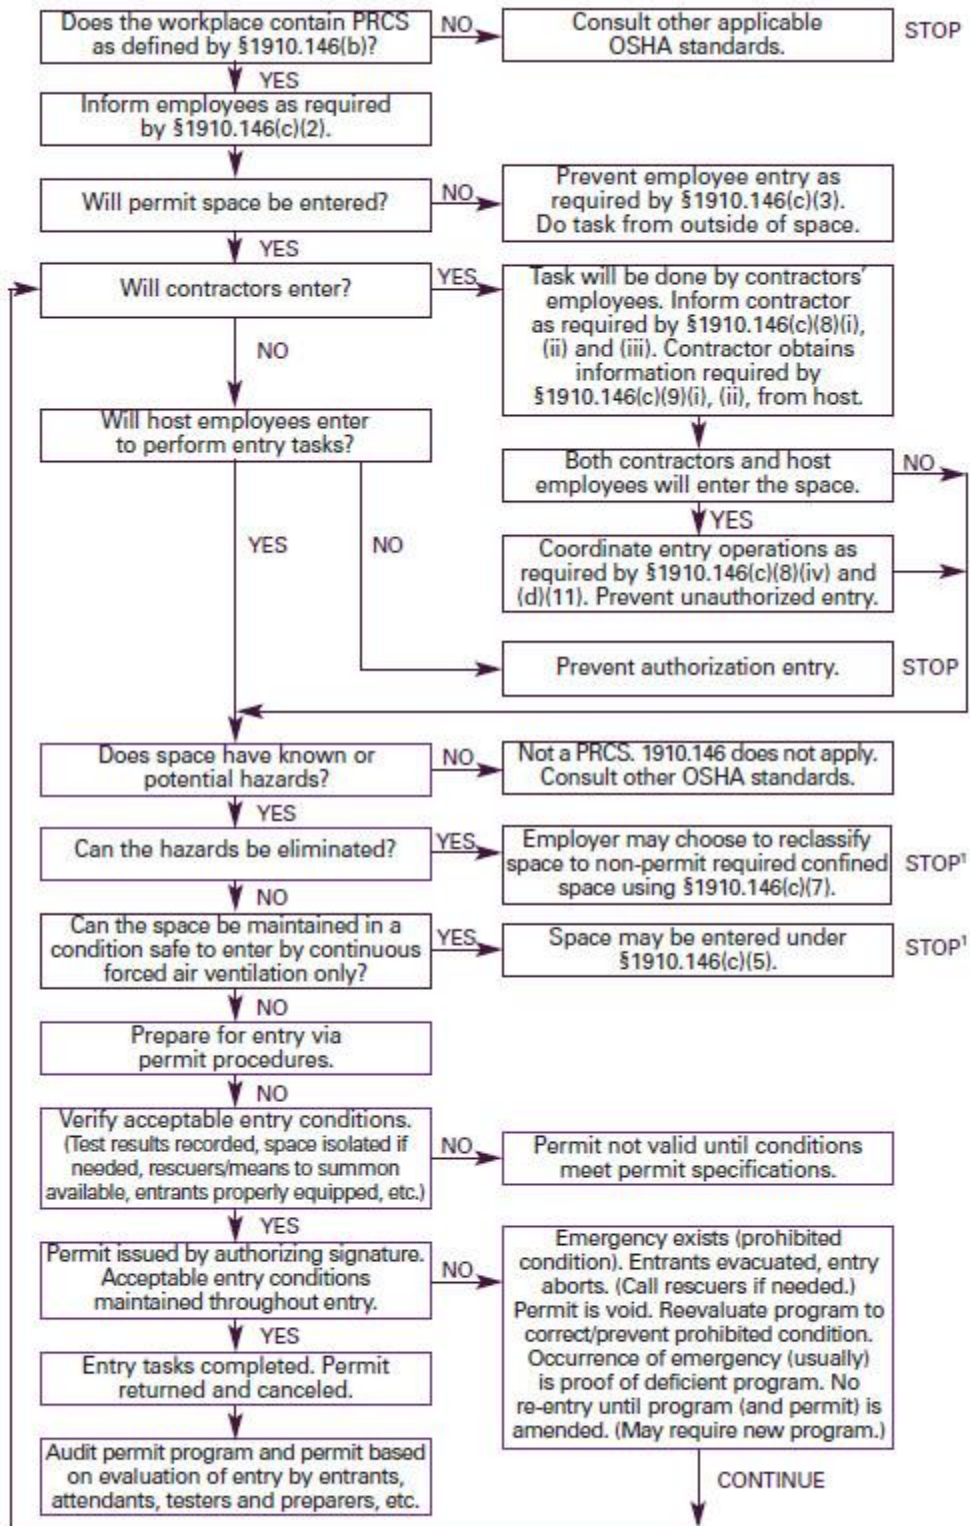 Does the workplace contain PRCS
as defined by §1910.146(b)?
NO
Consult other applicable
OSHA standards.
STOP
YES
Inform employees as required
by §1910.146(c)(2).
Will permit space be entered?
NO
Prevent employee entry as
required by §1910.146(c)(3).
Do task from outside of space.
YES
Will contractors enter?
YES
Task will be done by contractors'
employees. Inform contractor
as required by §1910.146(c)(8)(i),
(ii) and (iii). Contractor obtains
information required by
§1910.146(c)(9)(i), (ii), from host.
NO
Will host employees enter
to perform entry tasks?
Both contractors and host
employees will enter the space.
NO
YES
YES
NO
Coordinate entry operations as
required by §1910.146(c)(8)(iv) and
(d)(11). Prevent unauthorized entry.
Prevent authorization entry.
STOP
Does space have known or
potential hazards?
NO
Not a PRCS. 1910.146 does not apply.
Consult other OSHA standards.
YES
Can the hazards be eliminated?
YES
Employer may choose to reclassify
space to non-permit required confined
space using §1910.146(c)(7).
STOP¹
NO
Can the space be maintained in a
condition safe to enter by continuous
forced air ventilation only?
YES
Space may be entered under
§1910.146(c)(5).
STOP¹
NO
Prepare for entry via
permit procedures.
NO
Verify acceptable entry conditions.
(Test results recorded, space isolated if
needed, rescuers/means to summon
available, entrants properly equipped, etc.)
NO
Permit not valid until conditions
meet permit specifications.
YES
Permit issued by authorizing signature.
Acceptable entry conditions
maintained throughout entry.
NO
Emergency exists (prohibited
condition). Entrants evacuated, entry
aborts. (Call rescuers if needed.)
Permit is void. Reevaluate program to
correct/prevent prohibited condition.
Occurrence of emergency (usually)
is proof of deficient program. No
re-entry until program (and permit) is
amended. (May require new program.)
YES
Entry tasks completed. Permit
returned and canceled.
Audit permit program and permit based
on evaluation of entry by entrants,
attendants, testers and preparers, etc.
CONTINUE